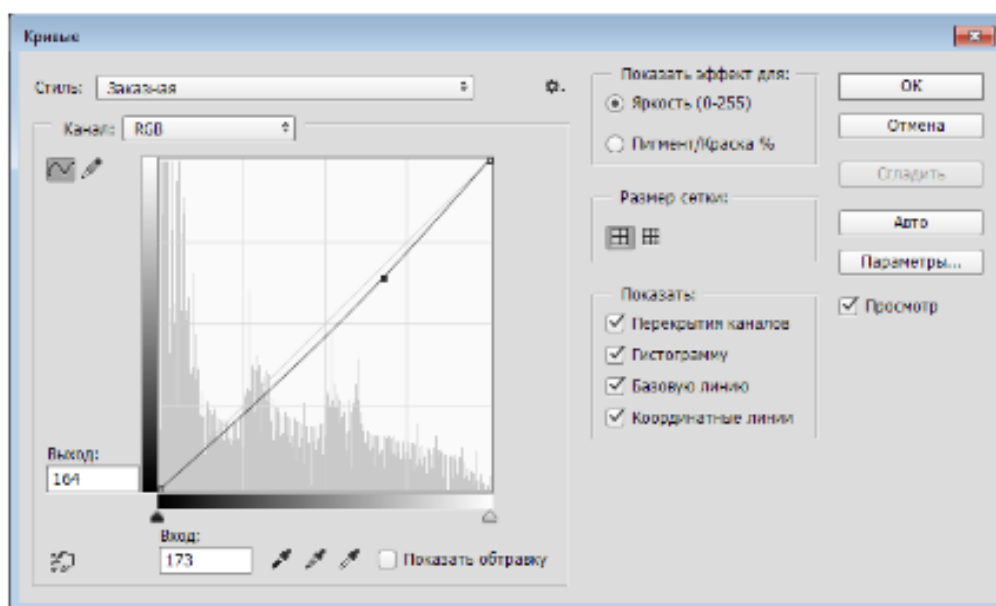 Кривые
Стиль: Заказная
Канал: RGB
Выход:
164
Вход:
173
Показать обтравку
Показать эффект для:
Яркость (0-255)
Пигмент/Краска %
Размер сетки:
Показать:
Перекрытия каналов
Гистограмму
Базовую линию
Координатные линии
ОК
Отмена
Сгладить
Авто
Параметры...
Просмотр